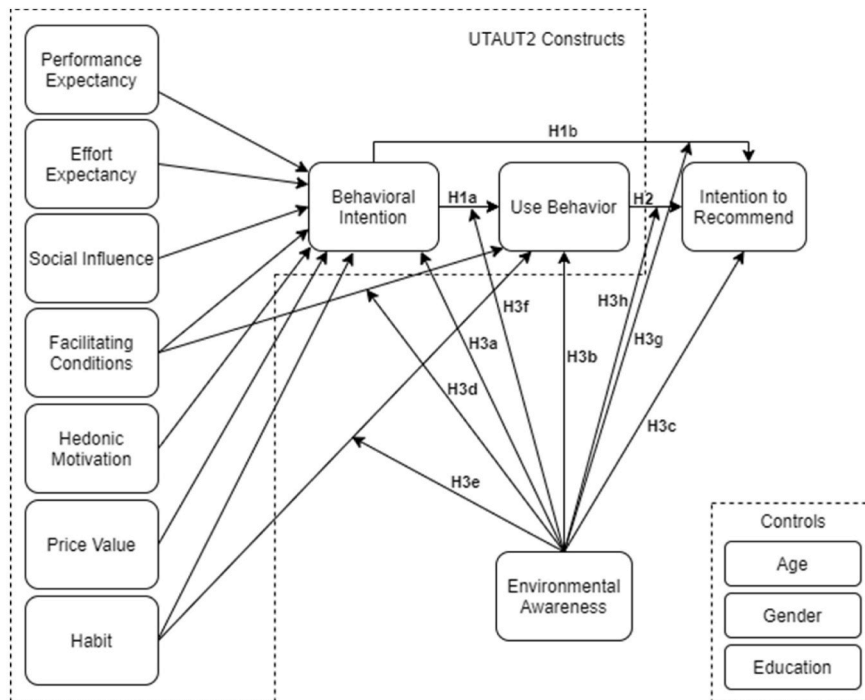 UTAUT2 Constructs
Performance
Expectancy
Effort
Expectancy
Social Influence
Facilitating
Conditions
Hedonic
Motivation
Price Value
Habit
Behavioral
Intention
H1a
Use Behavior
H1b
H2
Intention to
Recommend
H3f
H3a
H3d
H3e
H3b
H3h
H3g
H3c
Environmental
Awareness
Controls
Age
Gender
Education